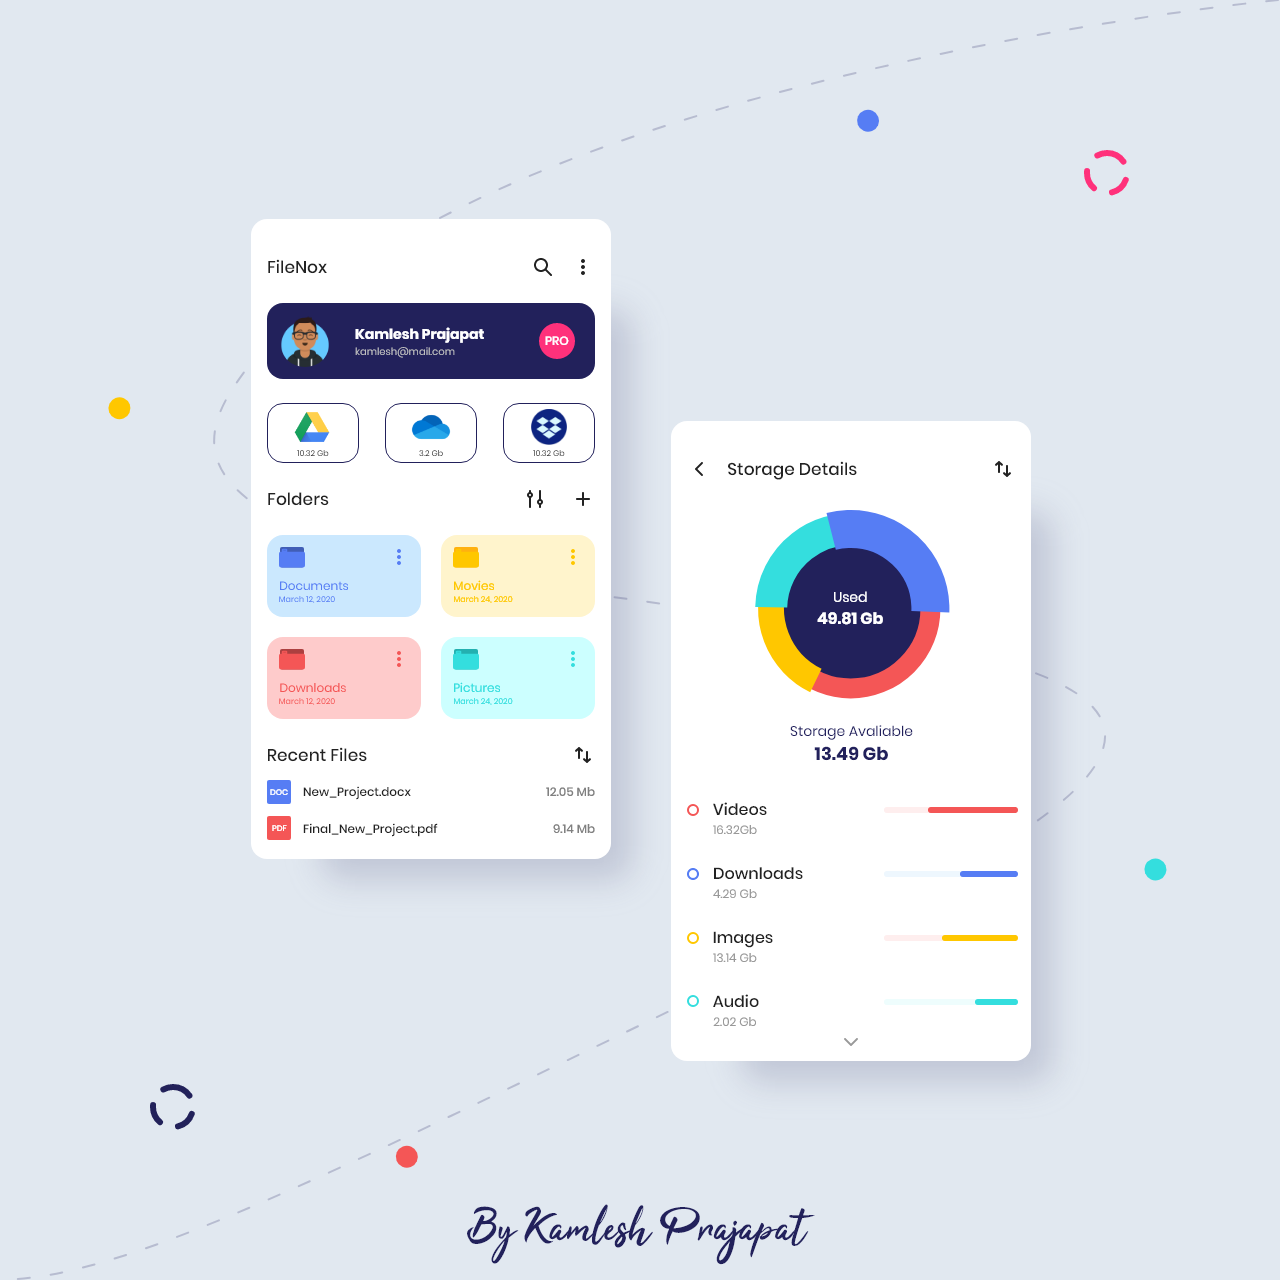 FileNox
Kamlesh Prajapat
kamlesh@mail.com
PRO
10.32 Gb
3.2 Gb
10.32 Gb
Folders
Documents
March 12, 2020
Movies
March 24, 2020
Downloads
March 12, 2020
Pictures
March 24, 2020
Recent Files
DOC New_Project.docx 12.05 Mb
PDF Final_New_Project.pdf 9.14 Mb
Storage Details
Used
49.81 Gb
Storage Avaliable
13.49 Gb
Videos
16.32Gb
Downloads
4.29 Gb
Images
13.14 Gb
Audio
2.02 Gb
By Kamlesh Prajapat